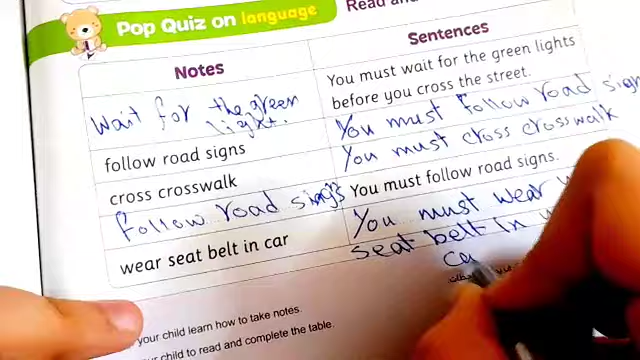 Pop Quiz on language
Read and
Notes
Sentences
Wait for the green
light.
You must wait for the green lights
before you cross the street.
follow road signs
You must follow road sign
cross crosswalk
You must cross crosswalk
follow road sings
You must follow road signs.
wear seat belt in car
You must wear
seat belt in
ca
your child learn how to take notes.
child to read and complete the table.